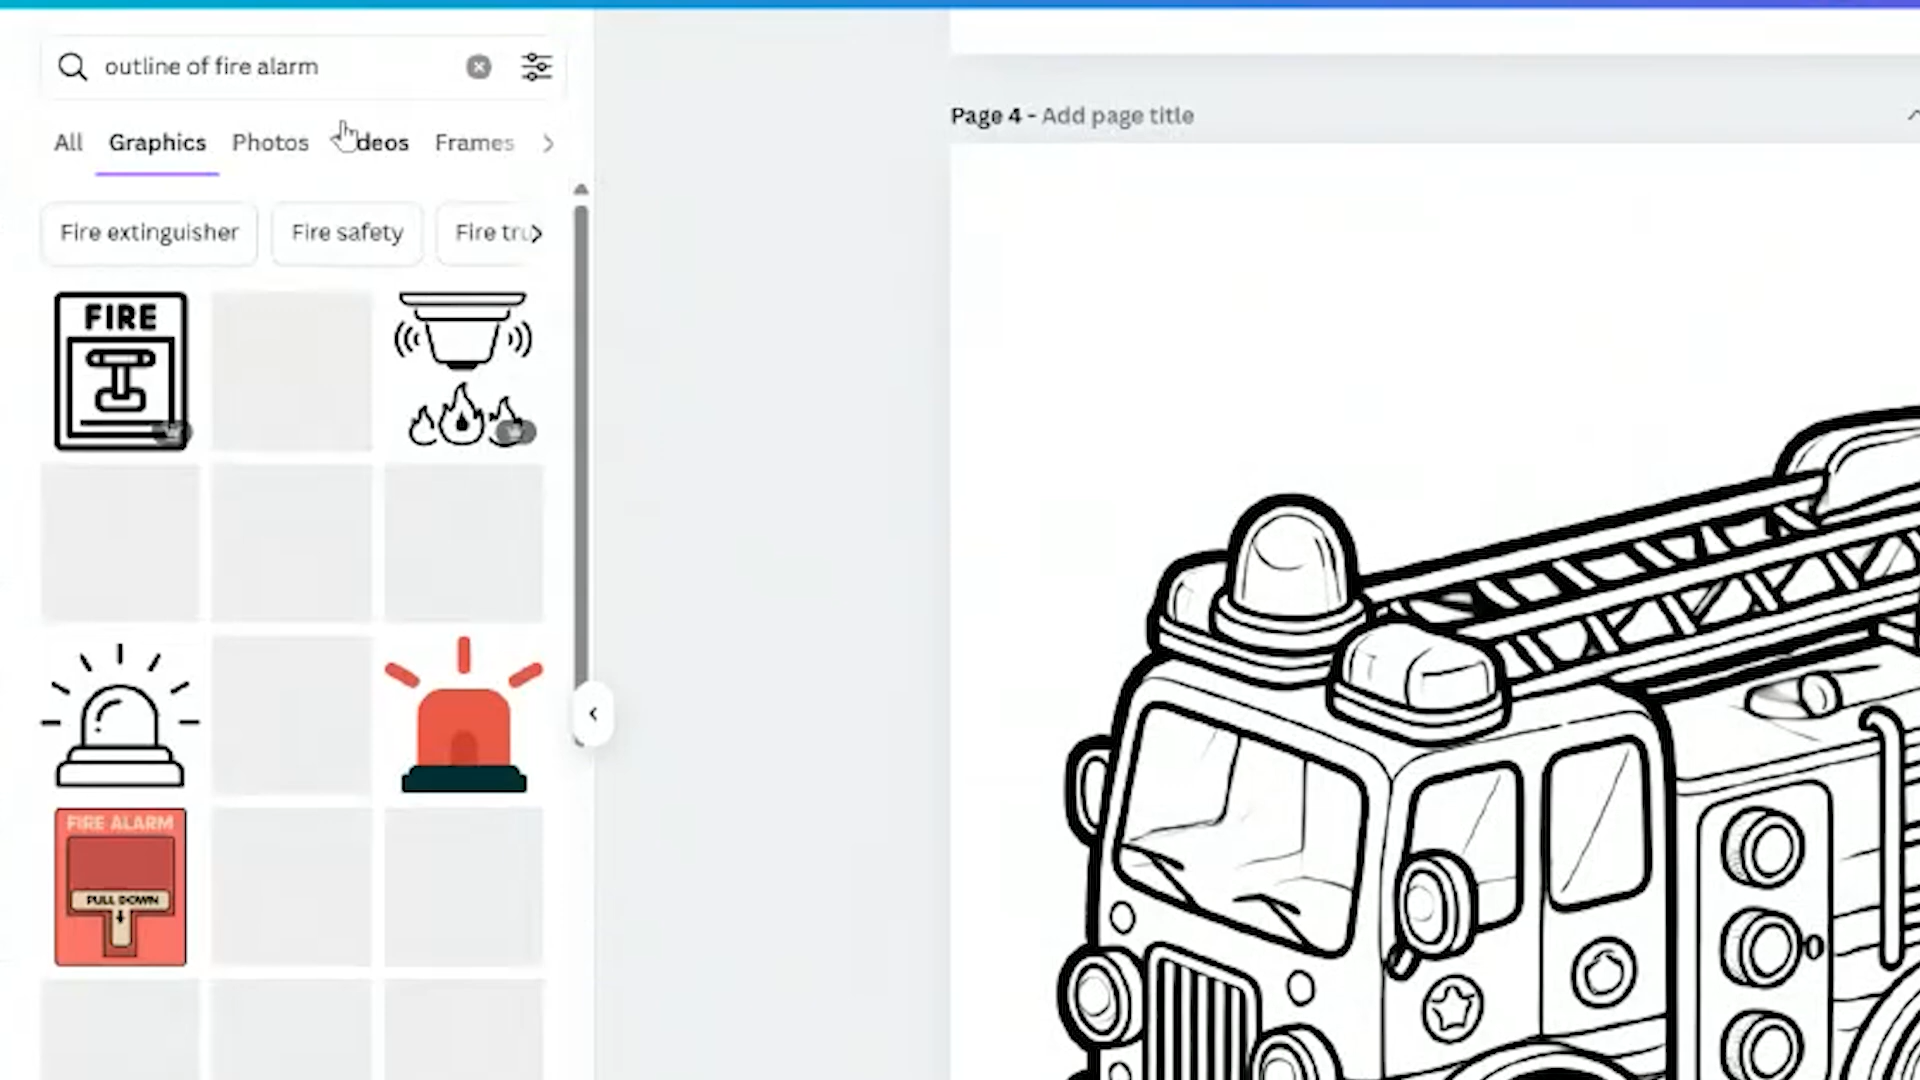 outline of fire alarm
All Graphics Photos deos Frames
Fire extinguisher Fire safety Fire tru
FIRE
FIRE ALARM
PULL DOWN
Page 4 - Add page title